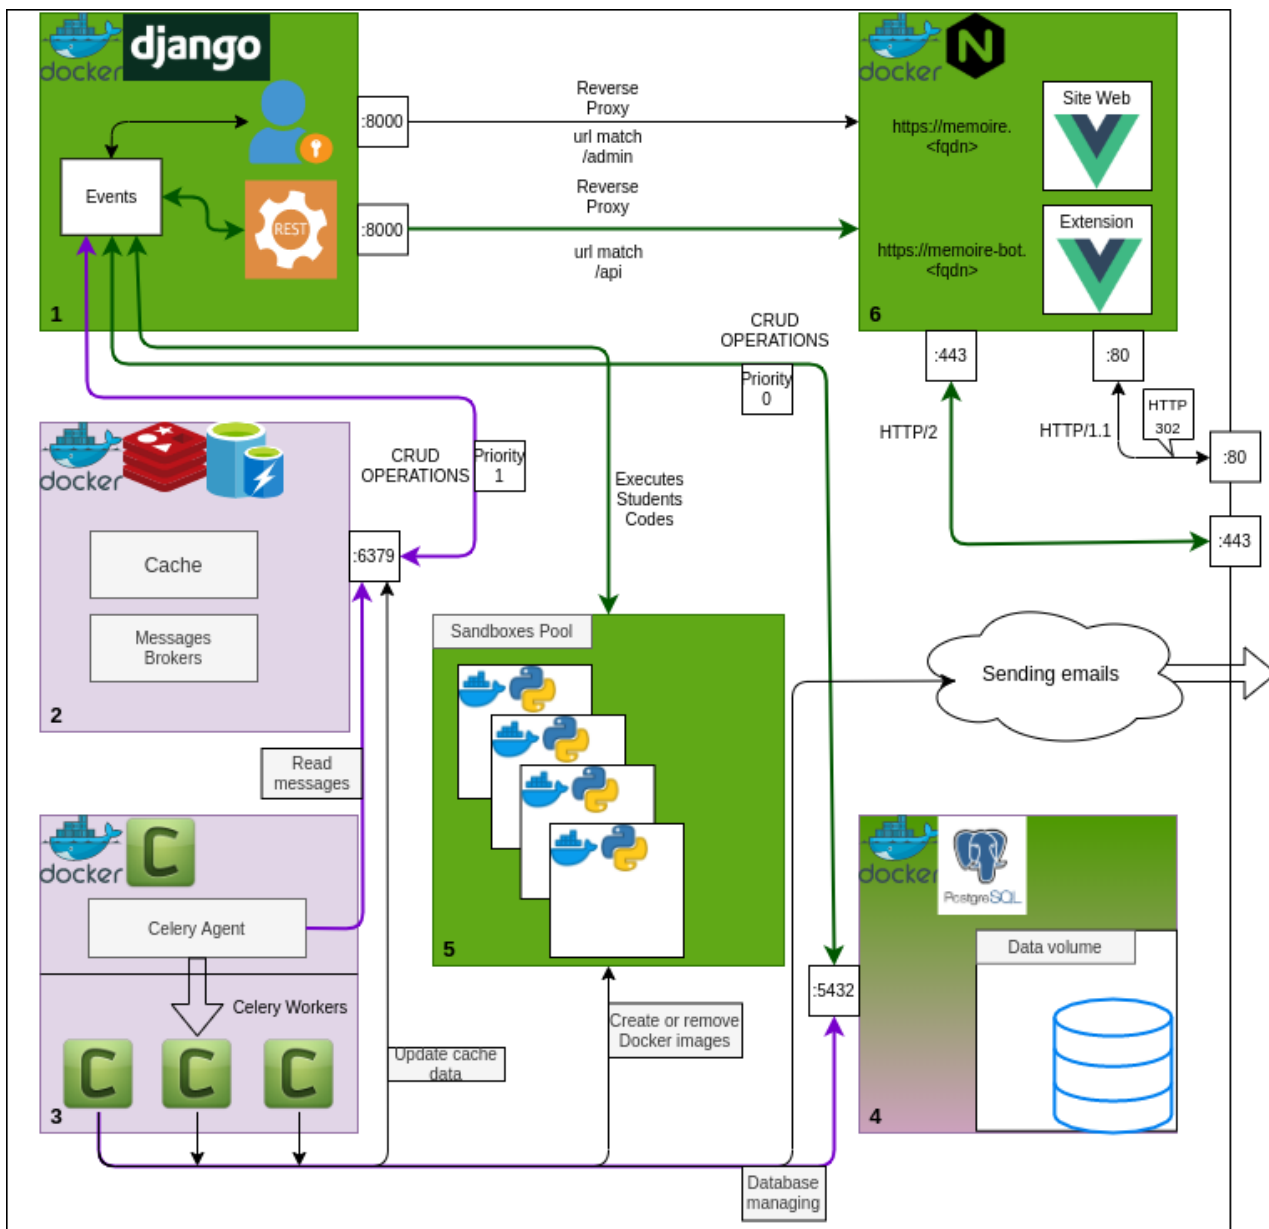 docker
django
Events
REST
:8000
:8000
1
Reverse
Proxy
url match
/admin
Reverse
Proxy
url match
/api
docker
N
https://memoire.
<fqdn>
Site Web
https://memoire-bot.
<fqdn>
Extension
6
:443
:80
HTTP/2
HTTP/1.1
HTTP
302
:80
:443
CRUD
OPERATIONS
Priority
0
docker
Cache
Messages
Brokers
2
:6379
CRUD
OPERATIONS
Priority
1
Executes
Students
Codes
Sandboxes Pool
5
Sending emails
Read
messages
docker
C
Celery Agent
Celery Workers
C
C
C
3
Update cache
data
Create or remove
Docker images
Database
managing
:5432
docker
PostgreSQL
Data volume
4